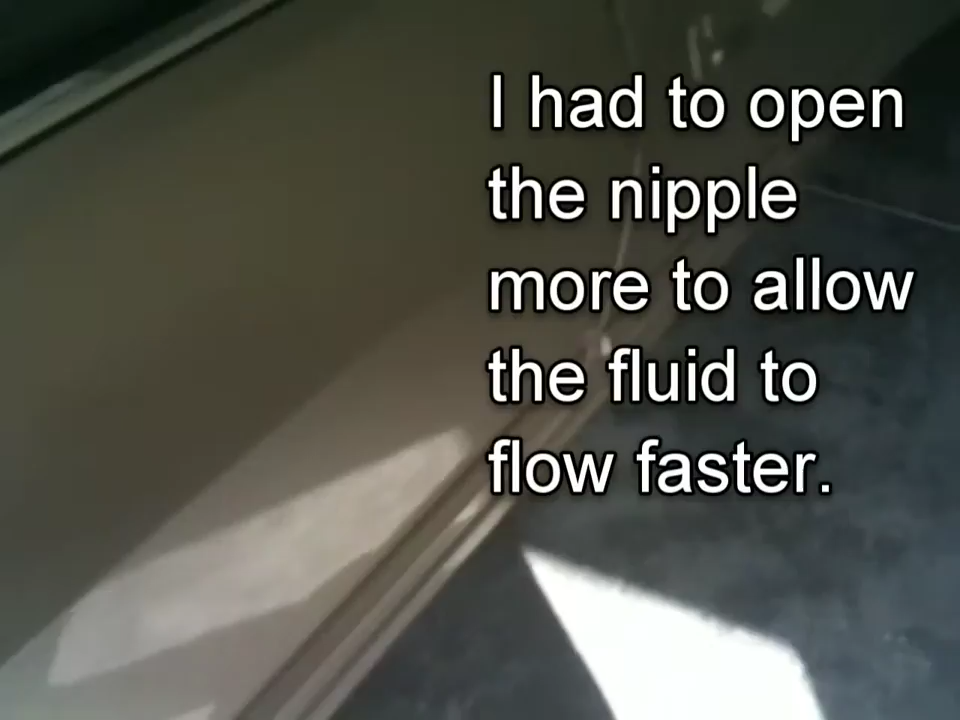 I had to open
the nipple
more to allow
the fluid to
flow faster.